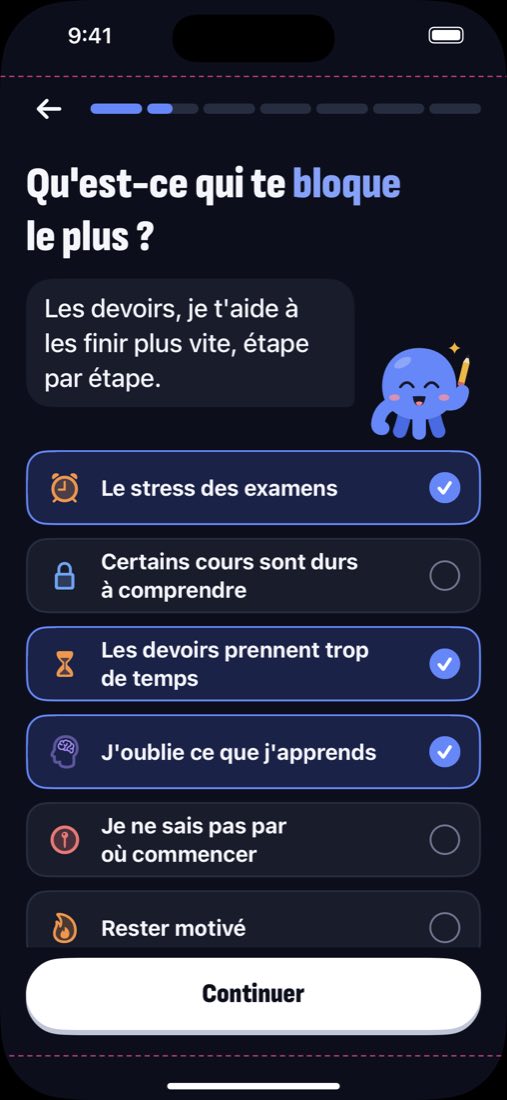 9:41
Qu'est-ce qui te bloque
le plus ?
Les devoirs, je t'aide à
les finir plus vite, étape
par étape.
Le stress des examens
Certains cours sont durs
à comprendre
Les devoirs prennent trop
de temps
J'oublie ce que j'apprends
Je ne sais pas par
où commencer
Rester motivé
Continuer